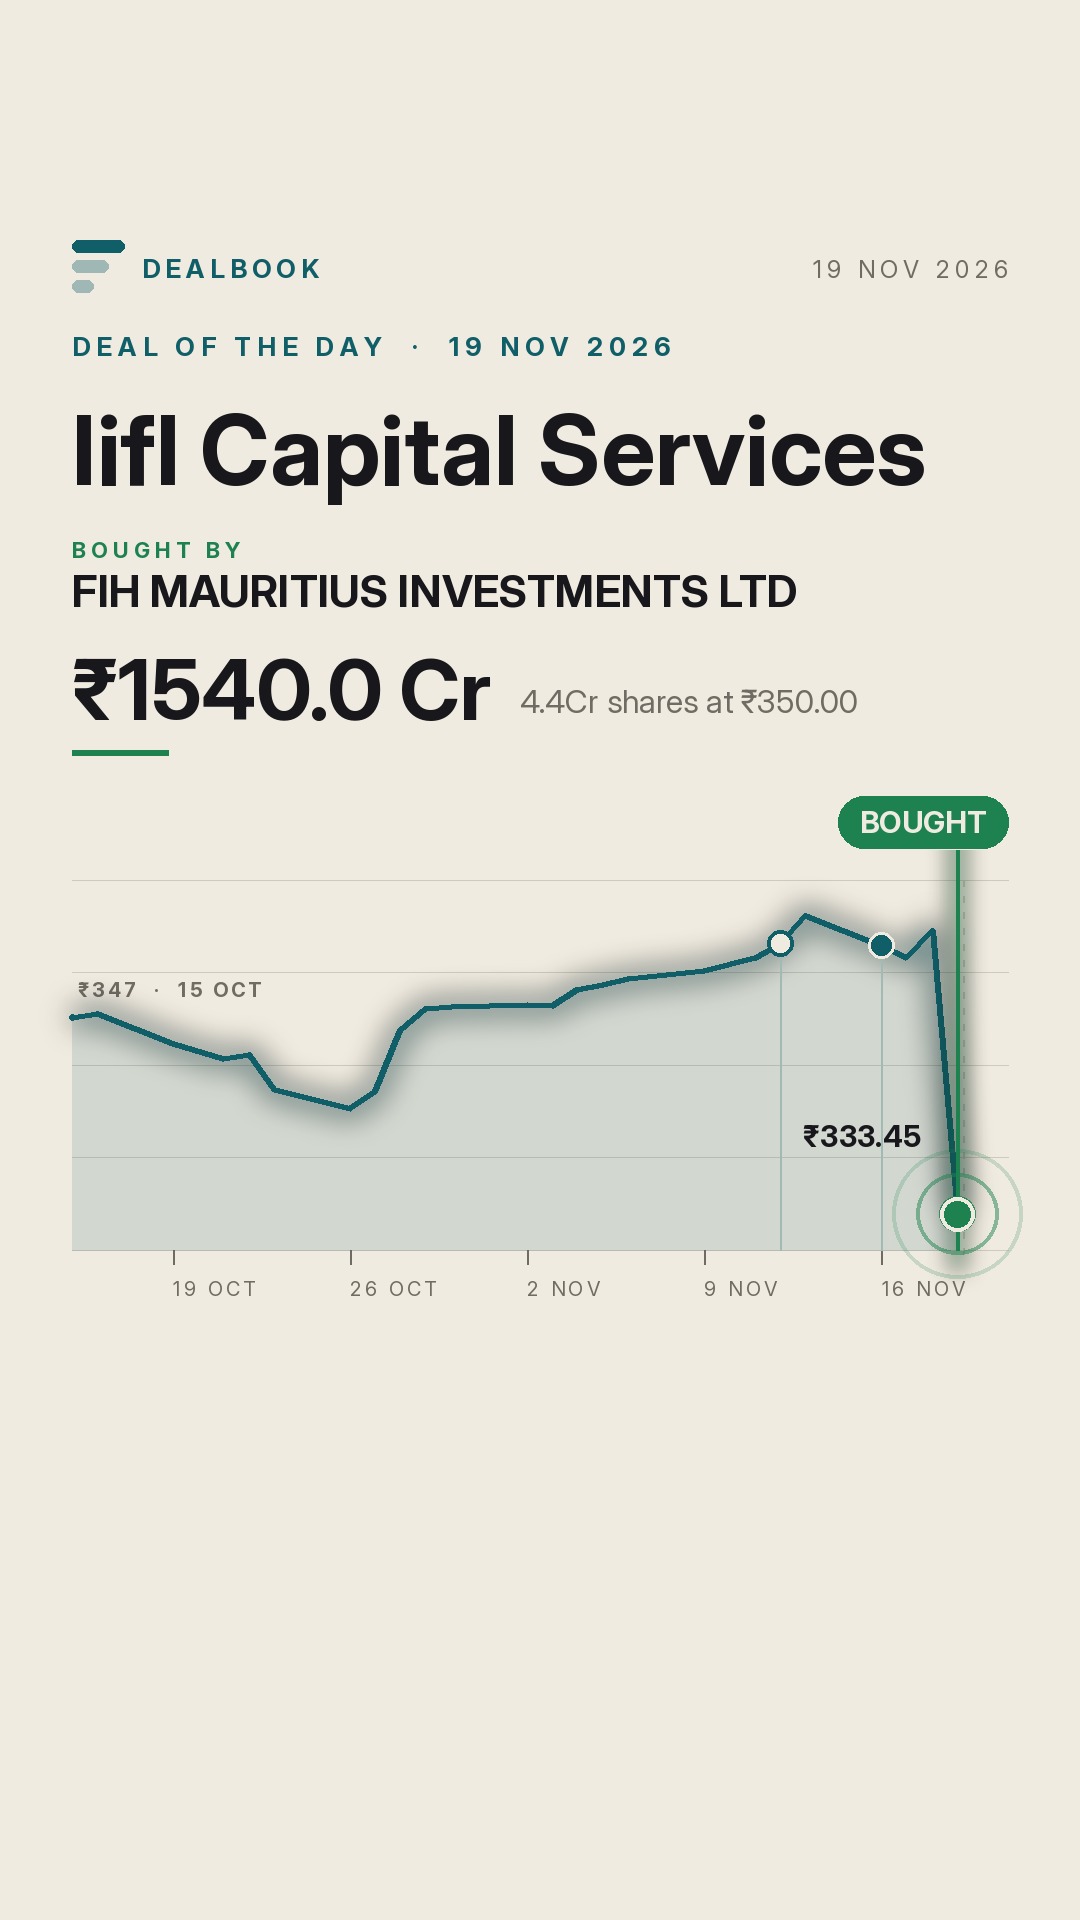 DEALBOOK
19 NOV 2026
DEAL OF THE DAY · 19 NOV 2026
Iifl Capital Services
BOUGHT BY
FIH MAURITIUS INVESTMENTS LTD
₹1540.0 Cr 4.4Cr shares at ₹350.00
BOUGHT
₹347 · 15 OCT
₹333.45
19 OCT 26 OCT 2 NOV 9 NOV 16 NOV